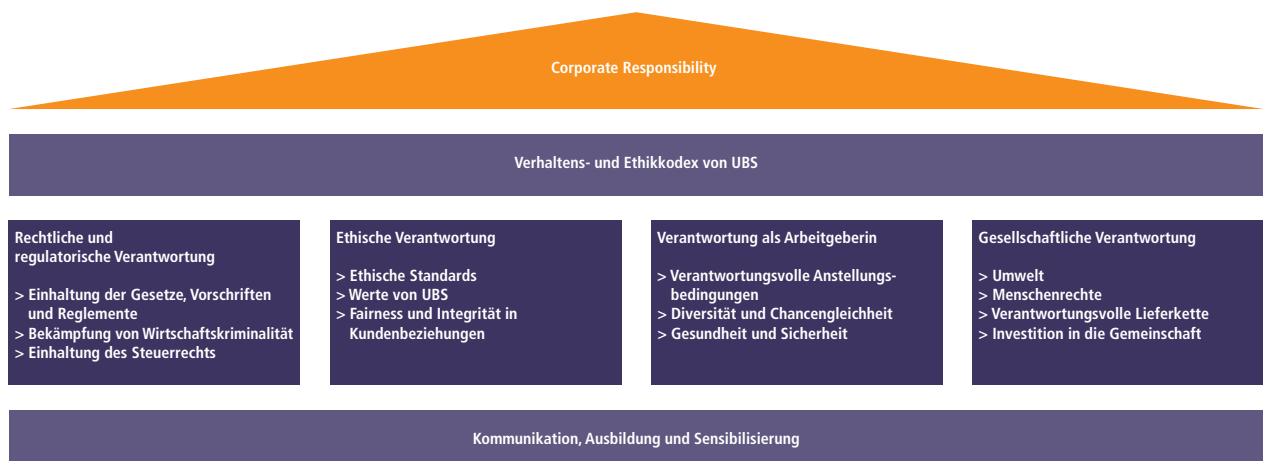 Corporate Responsibility
Verhaltens- und Ethikkodex von UBS
Rechtliche und
regulatorische Verantwortung
> Einhaltung der Gesetze, Vorschriften
und Reglemente
> Bekämpfung von Wirtschaftskriminalität
> Einhaltung des Steuerrechts
Ethische Verantwortung
> Ethische Standards
> Werte von UBS
> Fairness und Integrität in
Kundenbeziehungen
Verantwortung als Arbeitgeberin
> Verantwortungsvolle Anstellungs-
bedingungen
> Diversität und Chancengleichheit
> Gesundheit und Sicherheit
Gesellschaftliche Verantwortung
> Umwelt
> Menschenrechte
> Verantwortungsvolle Lieferkette
> Investition in die Gemeinschaft
Kommunikation, Ausbildung und Sensibilisierung